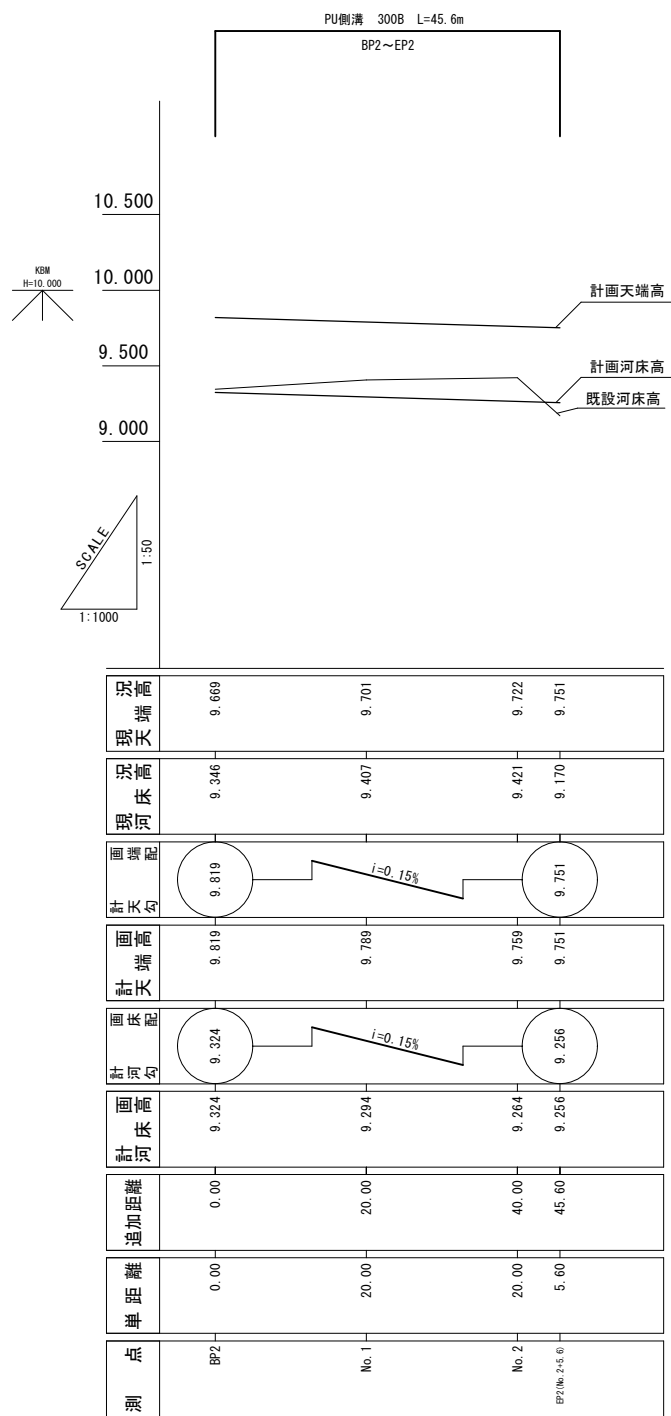 PU側溝 300B L=45.6m
BP2～EP2
10.500
KBM
H=10.000
10.000
計画天端高
9.500
計画河床高
既設河床高
9.000
SCALE
1:50
1:1000
現況天端高 9.669 9.701 9.722 9.751
現況河床高 9.346 9.407 9.421 9.170
計画天端勾配 9.819 i=0.15% 9.751
計画天端高 9.819 9.789 9.759 9.751
計画河床勾配 9.324 i=0.15% 9.256
計画河床高 9.324 9.294 9.264 9.256
追加距離 0.00 20.00 40.00 45.60
単距離 0.00 20.00 20.00 5.60
測点 BP2 No.1 No.2 EP2(No.2+5.6)